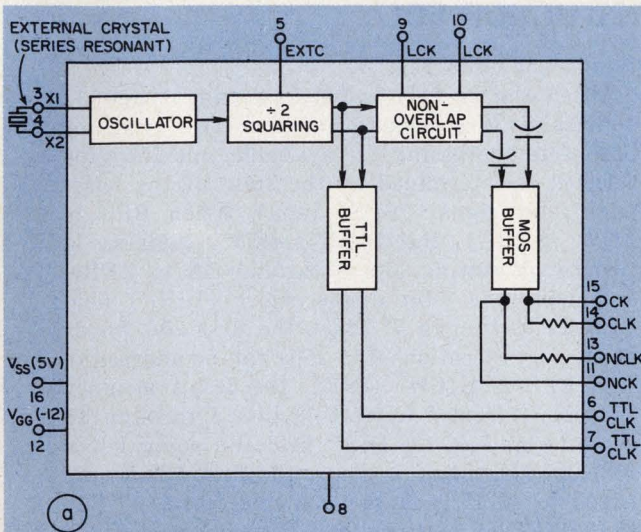 EXTERNAL CRYSTAL
(SERIES RESONANT)
5
EXTC
9
LCK
10
LCK
3 X1
4
X2
OSCILLATOR
÷ 2
SQUARING
NON-
OVERLAP
CIRCUIT
TTL
BUFFER
MOS
BUFFER
15
CK
14
CLK
13
NCLK
11
NCK
6 TTL
CLK
7 TTL
CLK
VSS (5V)
16
VGG (-12)
12
8
a